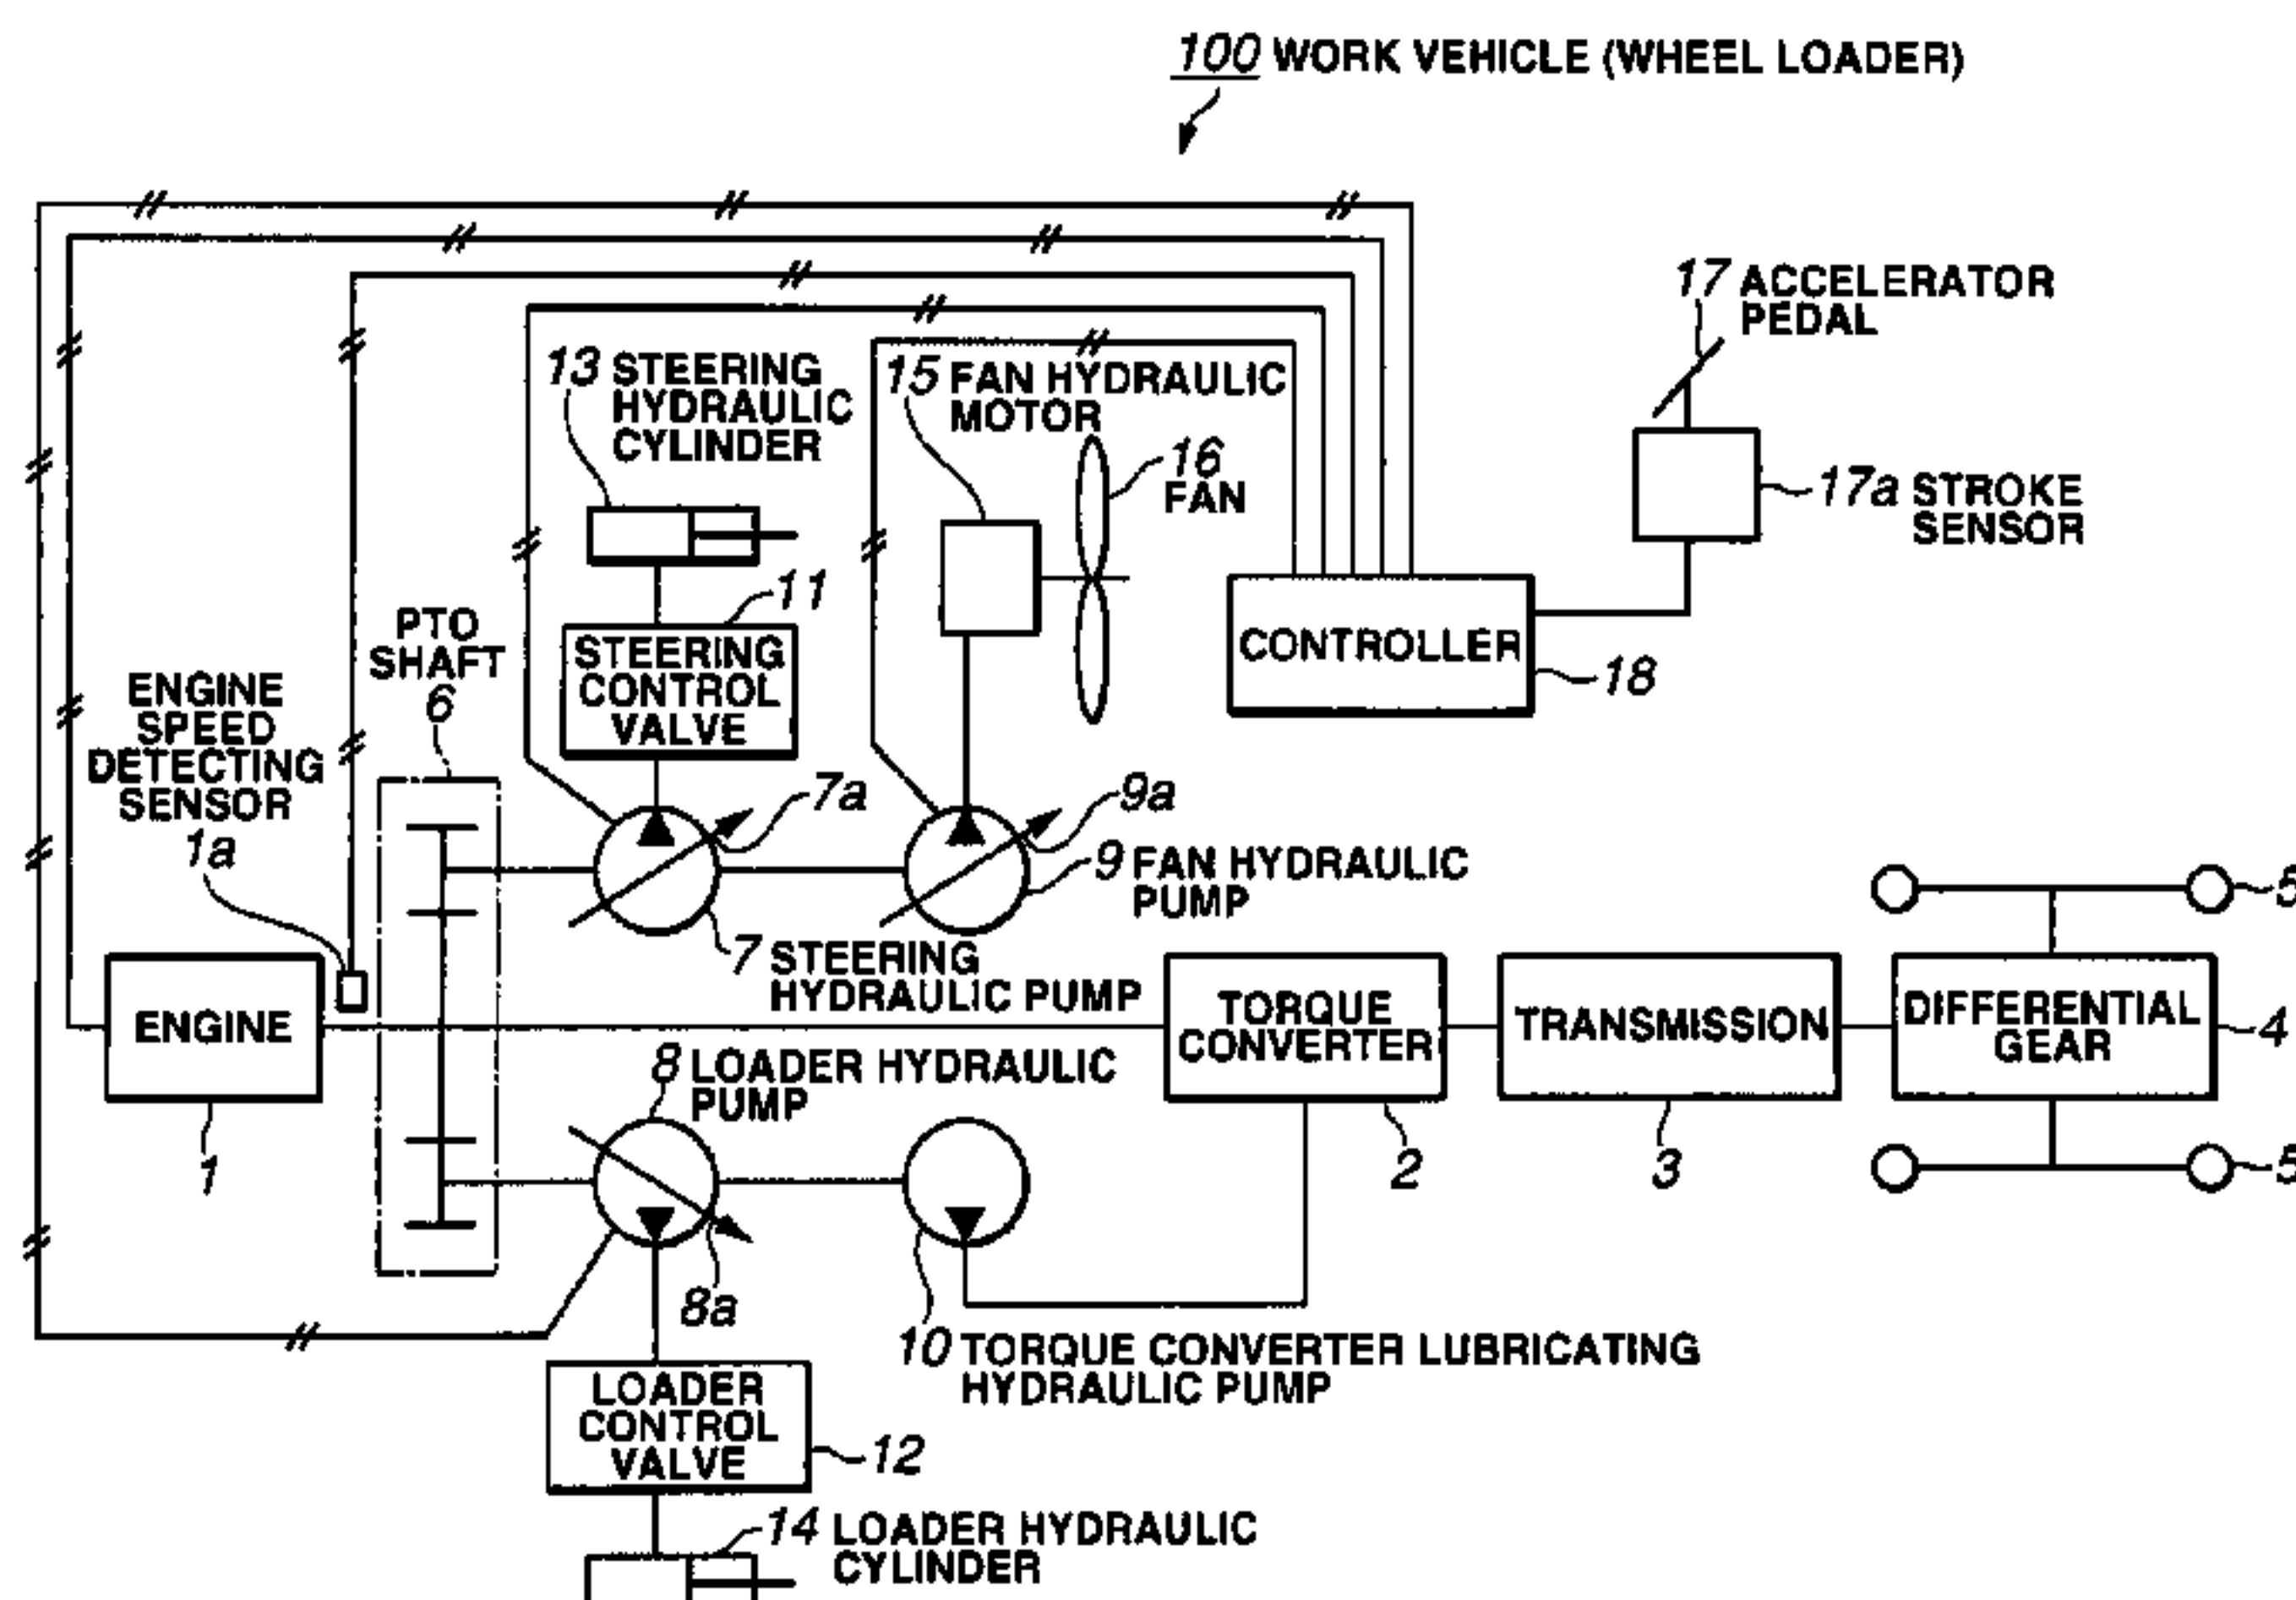 100 WORK VEHICLE (WHEEL LOADER)
17 ACCELERATOR
PEDAL
13 STEERING
HYDRAULIC
CYLINDER
15 FAN HYDRAULIC
MOTOR
16
FAN
17a STROKE
SENSOR
11
STEERING
CONTROL
VALVE
CONTROLLER
18
PTO
SHAFT
6
ENGINE
SPEED
DETECTING
SENSOR
1a
7a
9a
9 FAN HYDRAULIC
PUMP
7 STEERING
HYDRAULIC PUMP
5
ENGINE
1
TORQUE
CONVERTER
2
TRANSMISSION
3
DIFFERENTIAL
GEAR
4
8 LOADER HYDRAULIC
PUMP
5
8a
10 TORQUE CONVERTER LUBRICATING
HYDRAULIC PUMP
LOADER
CONTROL
VALVE
12
14 LOADER HYDRAULIC
CYLINDER